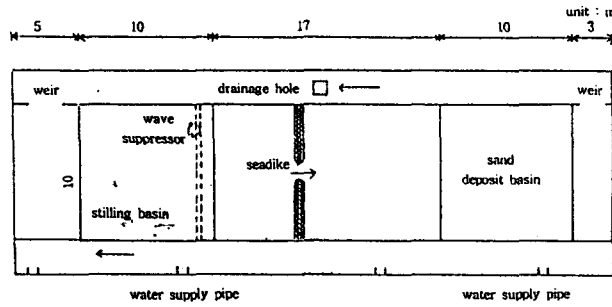 unit : m
5 10 17 10 3
weir drainage hole weir
wave
suppressor
seadike
sand
deposit basin
10
stilling basin
water supply pipe water supply pipe